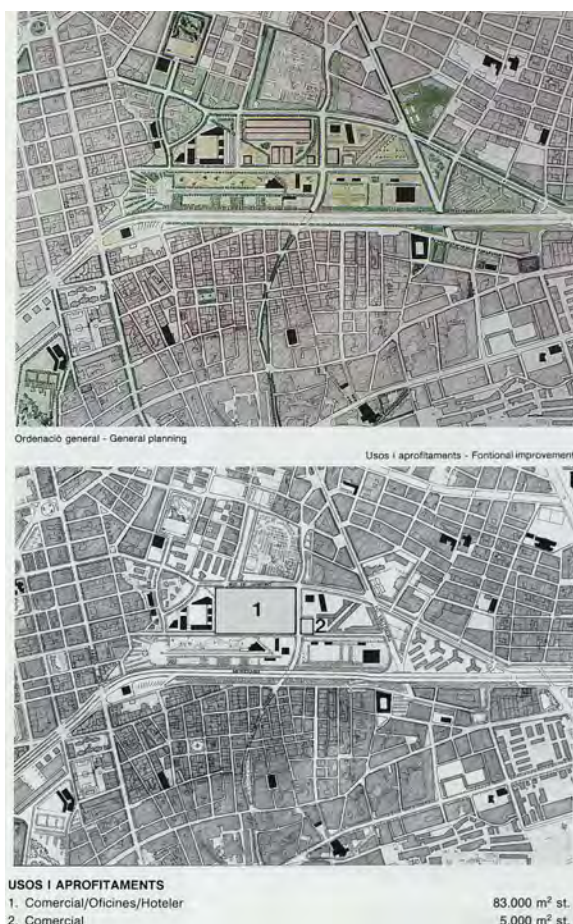 Ordenació general - General planning
Usos i aprofitaments - Fontional improvement
1
2
MERIDIANA
USOS I APROFITAMENTS
1. Comercial/Oficines/Hoteler 83.000 m² st.
2. Comercial 5.000 m² st.